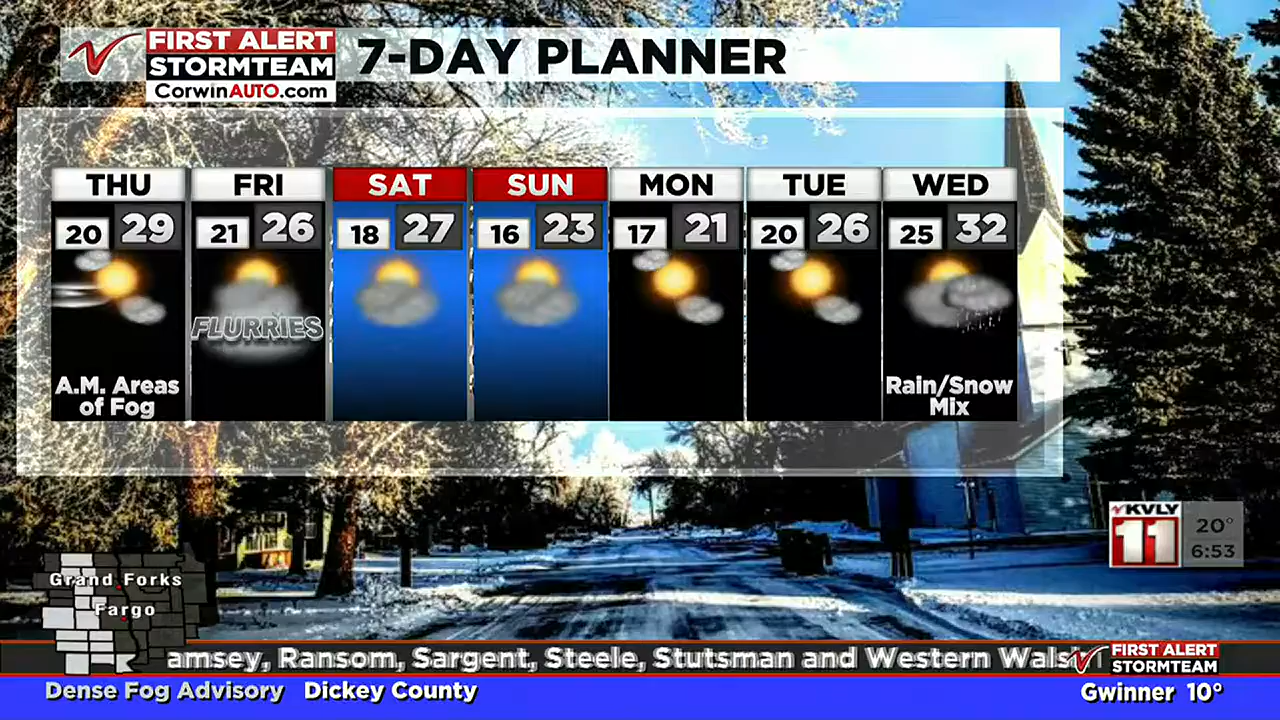 FIRST ALERT
STORMTEAM
CorwinAUTO.com
7-DAY PLANNER
THU FRI SAT SUN MON TUE WED
20 29 21 26 18 27 16 23 17 21 20 26 25 32
FLURRIES
A.M. Areas
of Fog
Rain/Snow
Mix
KVLY
11
20°
6:53
Grand Forks
Fargo
amsey, Ransom, Sargent, Steele, Stutsman and Western Wals
FIRST ALERT
STORMTEAM
Dense Fog Advisory Dickey County
Gwinner 10°